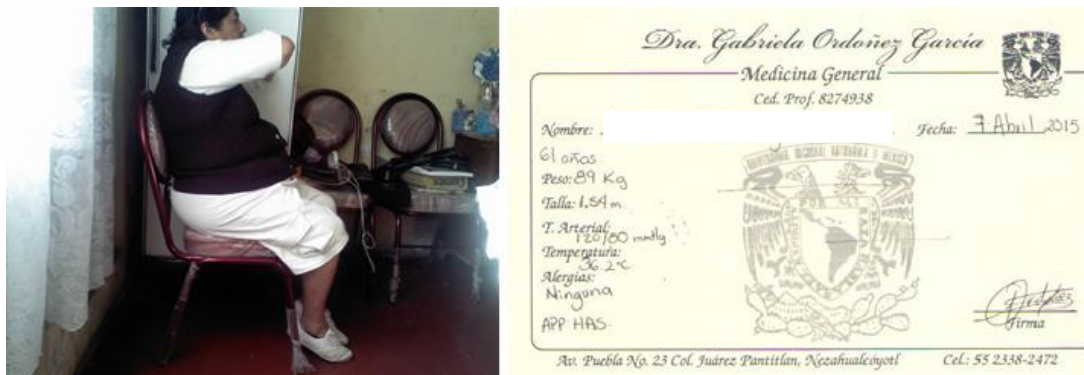 Dra. Gabriela Ordoñez García
Medicina General
Ced. Prof. 8274938
Nombre:
Fecha: 7 Abril 2015
61 años
Peso: 89 Kg
Talla: 1.54 m
T. Arterial: 120/80 mmHg
Temperatura: 36.2°C
Alergias: Ninguna
APP: HAS
Firma
Av. Puebla No. 23 Col. Juárez Pantitlan, Nezahualcóyotl
Cel.: 55 2338-2472